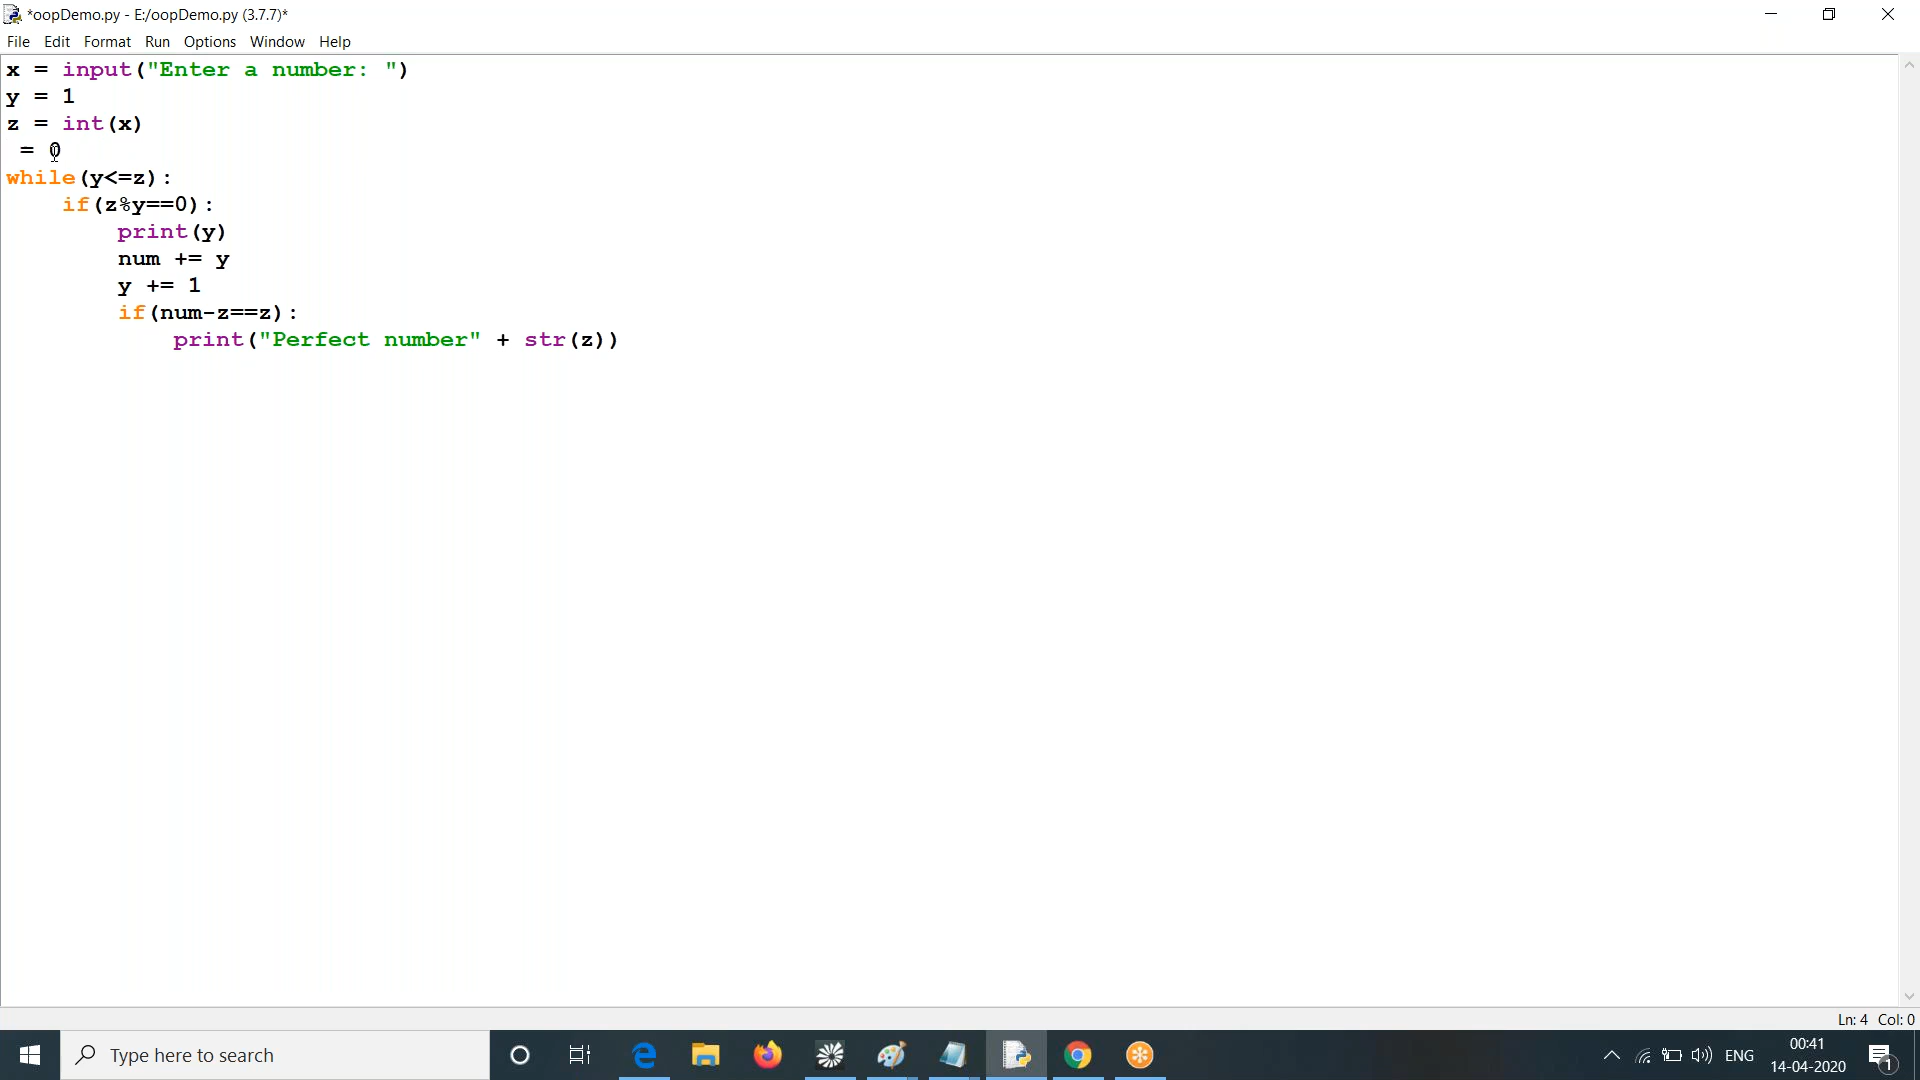 *oopDemo.py - E:/oopDemo.py (3.7.7)*
File Edit Format Run Options Window Help
x = input("Enter a number: ")
y = 1
z = int(x)
 = 0
while(y<=z):
    if(z%y==0):
        print(y)
        num += y
        y += 1
        if(num-z==z):
            print("Perfect number" + str(z))
Ln: 4 Col: 0
Type here to search
ENG
00:41
14-04-2020
1